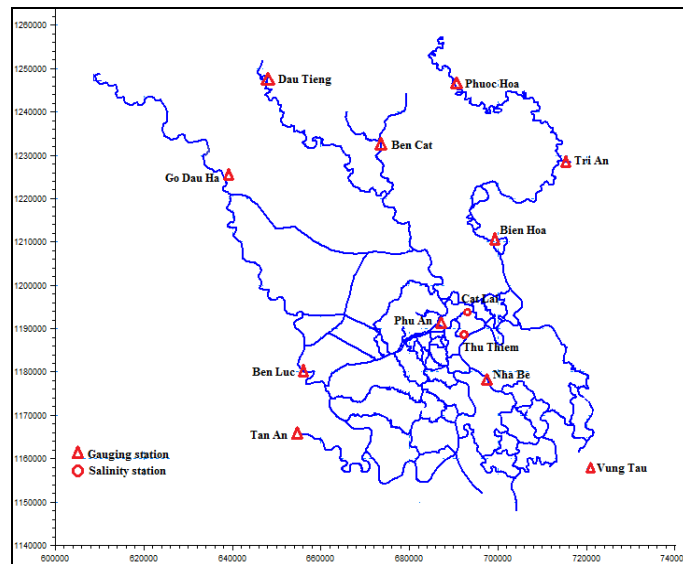 1260000
1250000
1240000
1230000
1220000
1210000
1200000
1190000
1180000
1170000
1160000
1150000
1140000
Dau Tieng
Phuoc Hoa
Ben Cat
Tri An
Go Dau Ha
Bien Hoa
Cat Lai
Phu An
Thu Thiem
Ben Luc
Nhà Bè
Tan An
Vung Tau
Gauging station
Salinity station
600000 620000 640000 660000 680000 700000 720000 740000